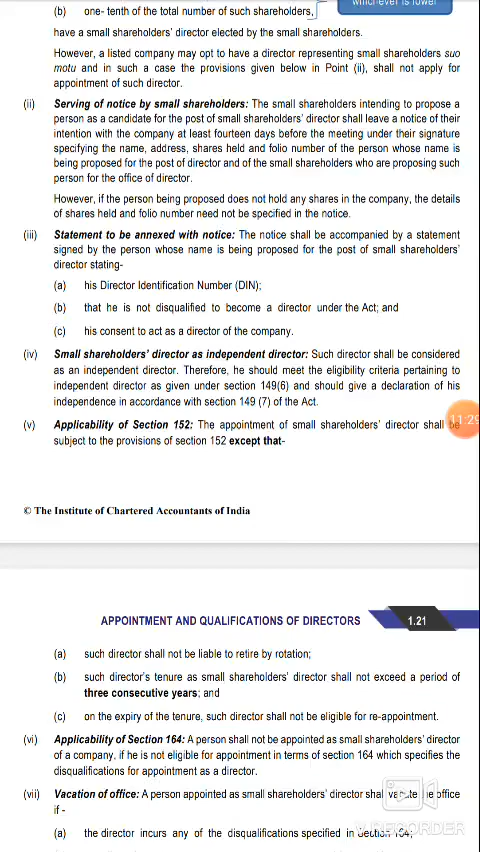 whichever is lower
(b) one- tenth of the total number of such shareholders,
have a small shareholders' director elected by the small shareholders.
However, a listed company may opt to have a director representing small shareholders suo
motu and in such a case the provisions given below in Point (ii), shall not apply for
appointment of such director.
(ii) Serving of notice by small shareholders: The small shareholders intending to propose a
person as a candidate for the post of small shareholders' director shall leave a notice of their
intention with the company at least fourteen days before the meeting under their signature
specifying the name, address, shares held and folio number of the person whose name is
being proposed for the post of director and of the small shareholders who are proposing such
person for the office of director.
However, if the person being proposed does not hold any shares in the company, the details
of shares held and folio number need not be specified in the notice.
(iii) Statement to be annexed with notice: The notice shall be accompanied by a statement
signed by the person whose name is being proposed for the post of small shareholders'
director stating-
(a) his Director Identification Number (DIN);
(b) that he is not disqualified to become a director under the Act; and
(c) his consent to act as a director of the company.
(iv) Small shareholders' director as independent director: Such director shall be considered
as an independent director. Therefore, he should meet the eligibility criteria pertaining to
independent director as given under section 149(6) and should give a declaration of his
independence in accordance with section 149 (7) of the Act.
(v) Applicability of Section 152: The appointment of small shareholders' director shall be
11:29
subject to the provisions of section 152 except that-
© The Institute of Chartered Accountants of India
APPOINTMENT AND QUALIFICATIONS OF DIRECTORS 1.21
(a) such director shall not be liable to retire by rotation;
(b) such director's tenure as small shareholders' director shall not exceed a period of
three consecutive years; and
(c) on the expiry of the tenure, such director shall not be eligible for re-appointment.
(vi) Applicability of Section 164: A person shall not be appointed as small shareholders' director
of a company, if he is not eligible for appointment in terms of section 164 which specifies the
disqualifications for appointment as a director.
(vii) Vacation of office: A person appointed as small shareholders' director shall vacate the office
if -
(a) the director incurs any of the disqualifications specified in section 164;
RECORDER